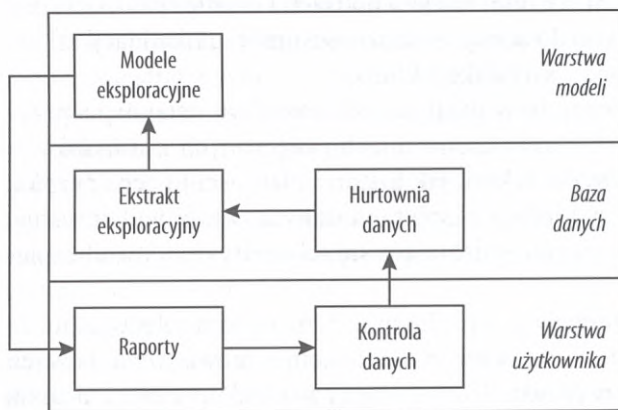 Modele
eksploracyjne
Warstwa
modeli
Ekstrakt
eksploracyjny
Hurtownia
danych
Baza
danych
Raporty
Kontrola
danych
Warstwa
użytkownika